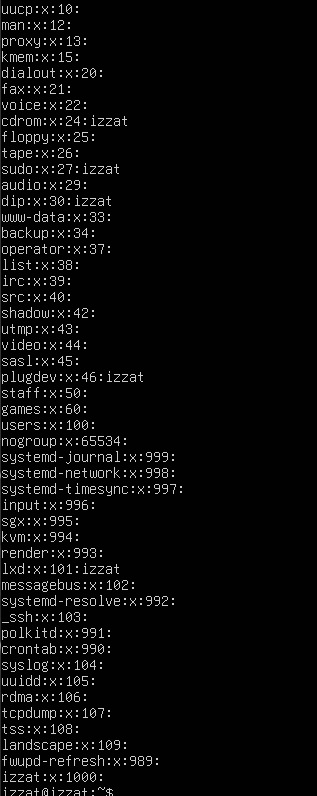 uucp:x:10:
man:x:12:
proxy:x:13:
kmem:x:15:
dialout:x:20:
fax:x:21:
voice:x:22:
cdrom:x:24:izzat
floppy:x:25:
tape:x:26:
sudo:x:27:izzat
audio:x:29:
dip:x:30:izzat
www-data:x:33:
backup:x:34:
operator:x:37:
list:x:38:
irc:x:39:
src:x:40:
shadow:x:42:
utmp:x:43:
video:x:44:
sasl:x:45:
plugdev:x:46:izzat
staff:x:50:
games:x:60:
users:x:100:
nogroup:x:65534:
systemd-journal:x:999:
systemd-network:x:998:
systemd-timesync:x:997:
input:x:996:
sgx:x:995:
kvm:x:994:
render:x:993:
lxd:x:101:izzat
messagebus:x:102:
systemd-resolve:x:992:
_ssh:x:103:
polkitd:x:991:
crontab:x:990:
syslog:x:104:
uuidd:x:105:
rdma:x:106:
tcpdump:x:107:
tss:x:108:
landscape:x:109:
fwupd-refresh:x:989:
izzat:x:1000:
izzat@izzat:~$